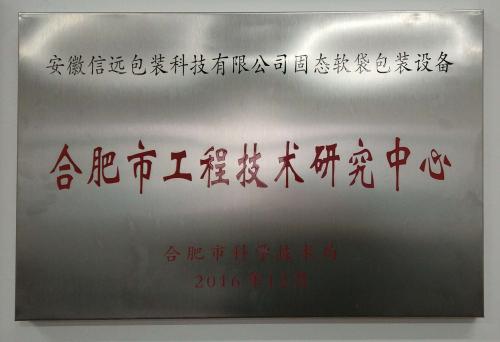 安徽信远包装科技有限公司固态软袋包装设备
合肥市工程技术研究中心
合肥市科学技术局
2016年12月